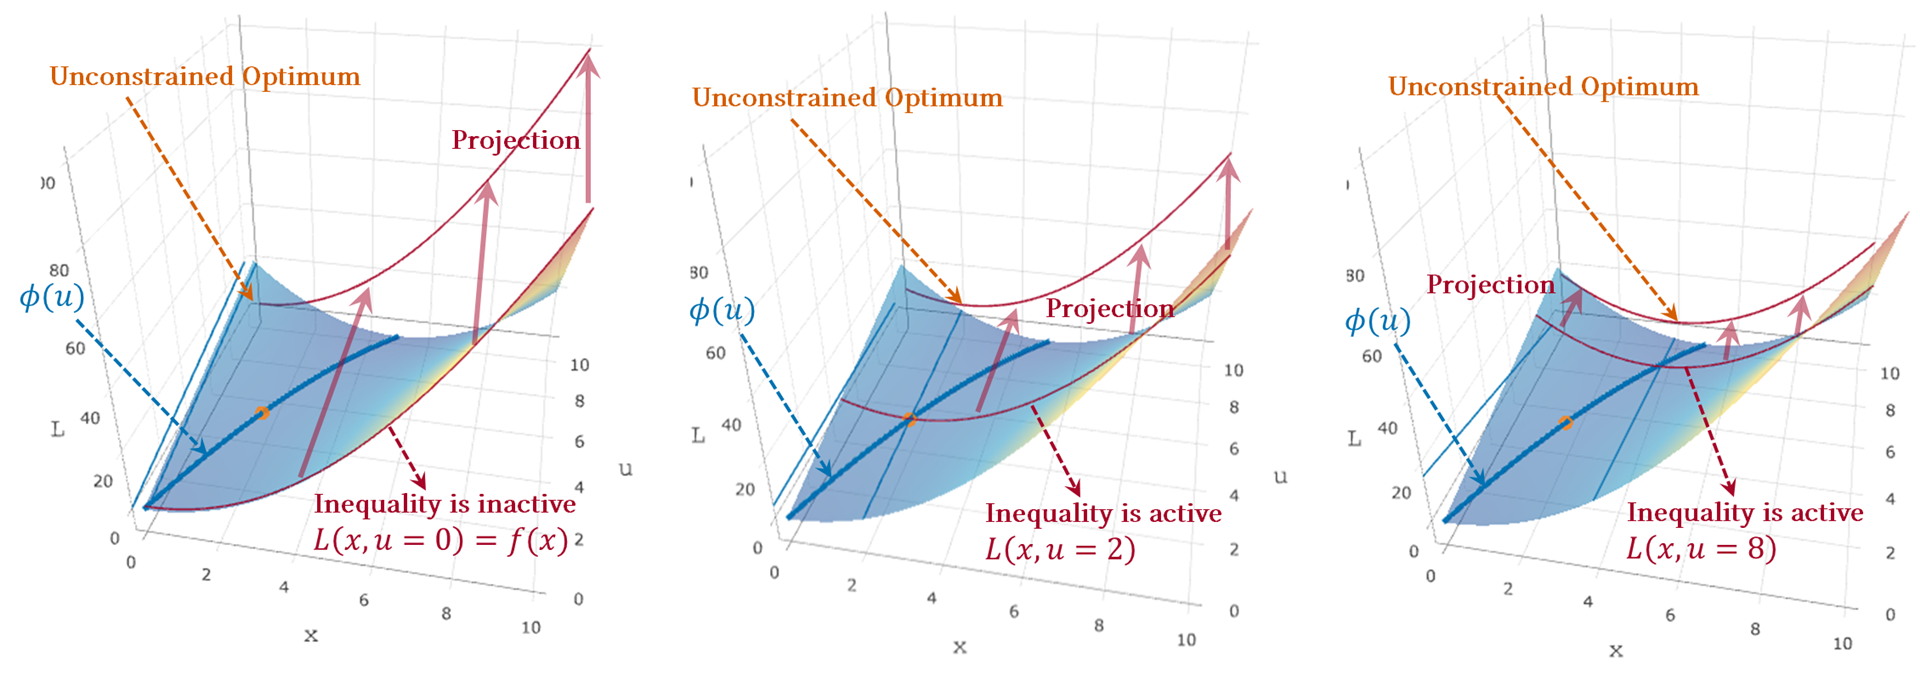 Unconstrained Optimum
Projection
00
80
ϕ(u)
60
40
L
20
0
10
8
6
4
2
0
u
Inequality is inactive
L(x, u = 0) = f(x)
0
2
4
6
8
10
x
Unconstrained Optimum
80
ϕ(u)
Projection
60
40
L
20
0
10
8
6
4
2
0
u
Inequality is active
L(x, u = 2)
0
2
4
6
8
10
x
Unconstrained Optimum
80
Projection
ϕ(u)
60
40
L
20
0
10
8
6
4
2
0
Inequality is active
L(x, u = 8)
0
2
4
6
8
10
x